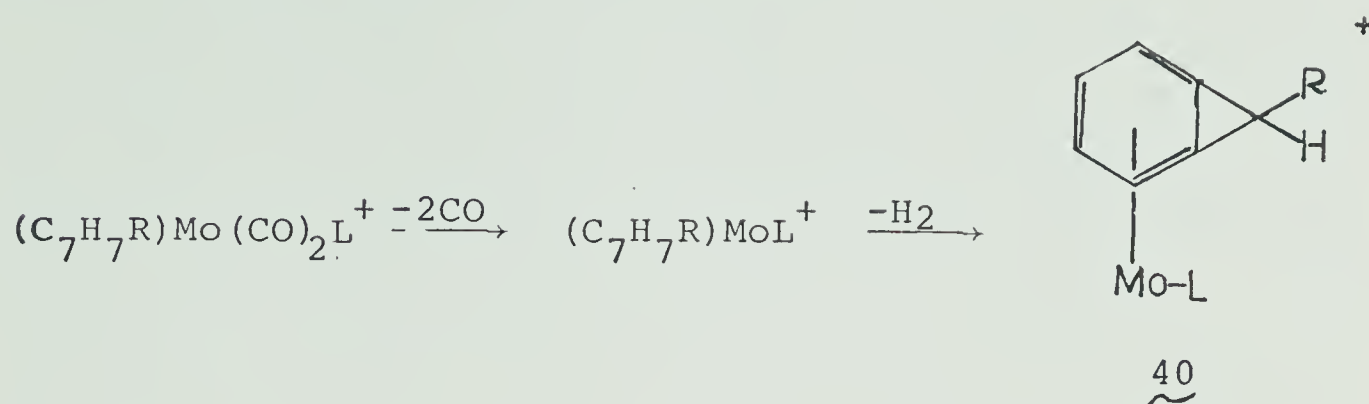 +
R
H
(C7H7R)Mo(CO)2L+ -2CO (C7H7R)MoL+ -H2
Mo-L
40